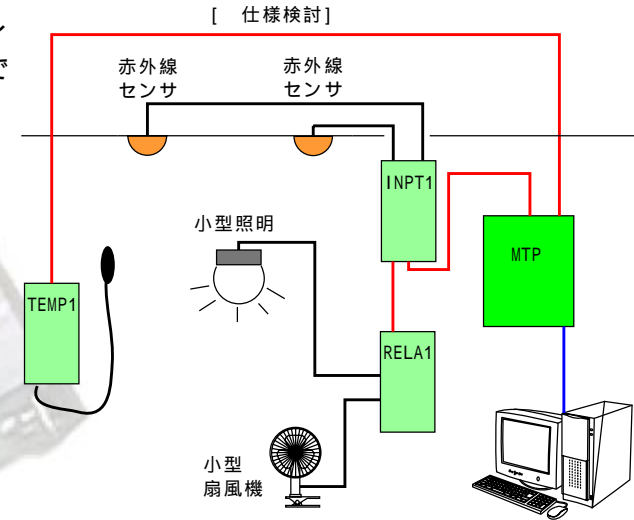 [ 仕様検討]
で
赤外線
センサ
赤外線
センサ
INPT1
小型照明
MTP
TEMP1
RELA1
小型
扇風機